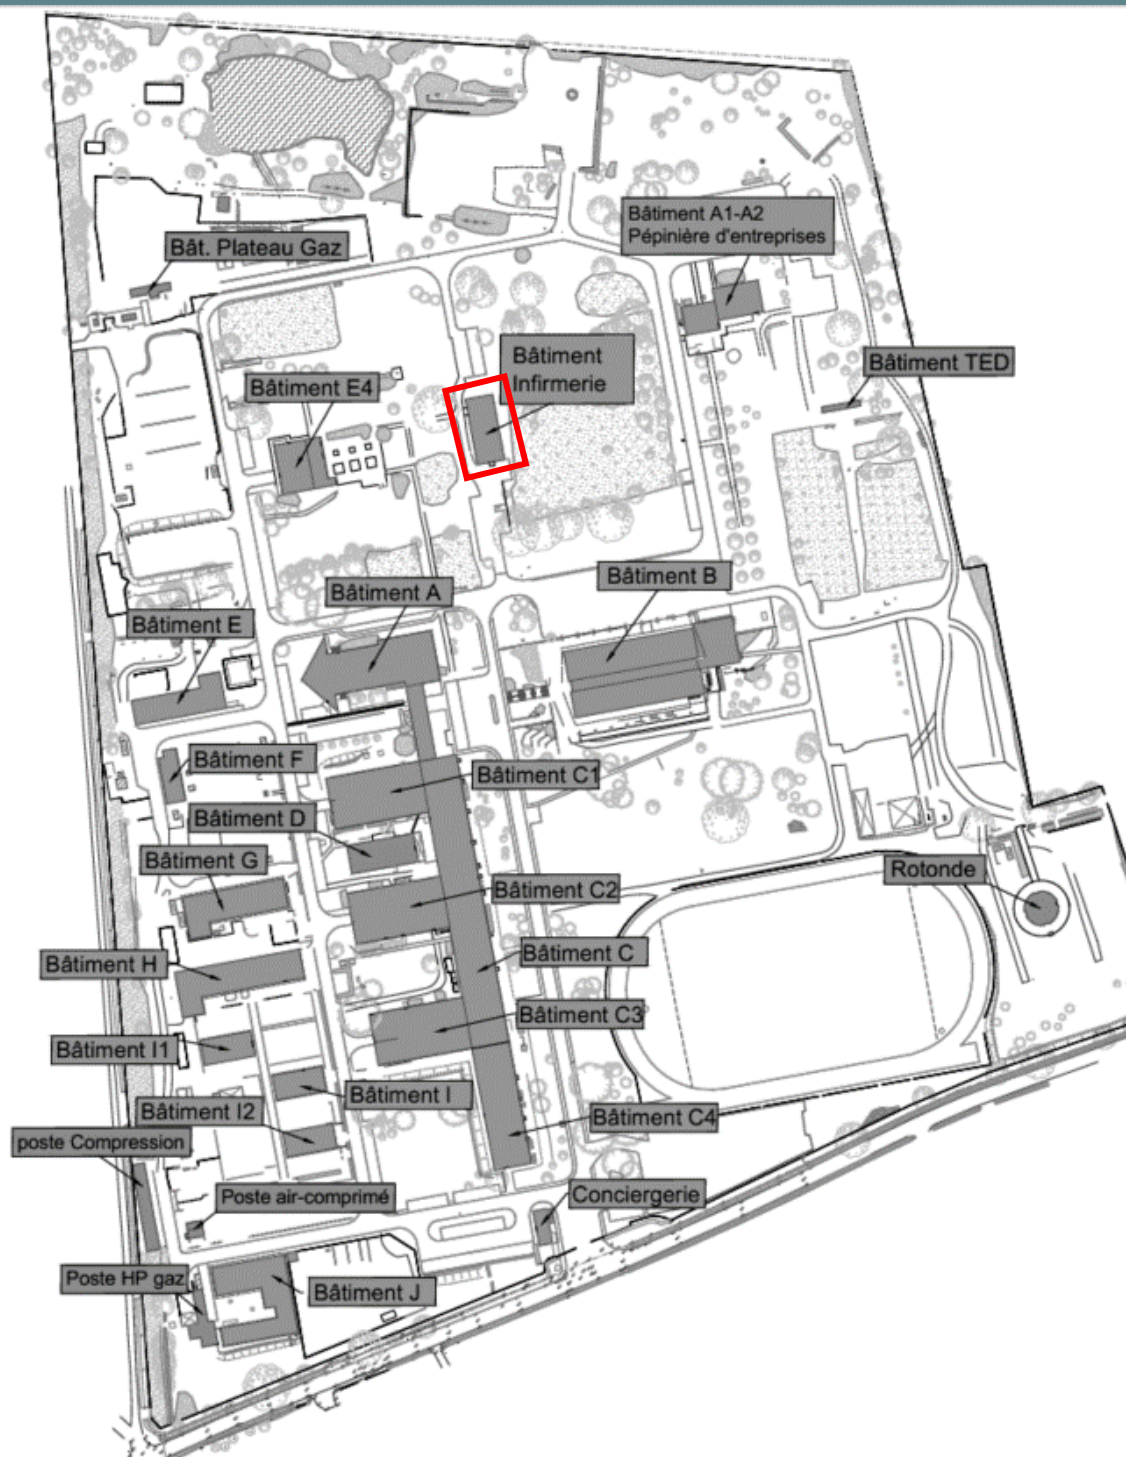 Bâtiment A1-A2
Pépinière d'entreprises
Bât. Plateau Gaz
Bâtiment
Infirmerie
Bâtiment TED
Bâtiment E4
Bâtiment B
Bâtiment A
Bâtiment E
Bâtiment F
Bâtiment C1
Bâtiment D
Bâtiment G
Rotonde
Bâtiment C2
Bâtiment C
Bâtiment H
Bâtiment C3
Bâtiment I1
Bâtiment I
Bâtiment I2
Bâtiment C4
poste Compression
Poste air-comprimé
Conciergerie
Poste HP gaz
Bâtiment J